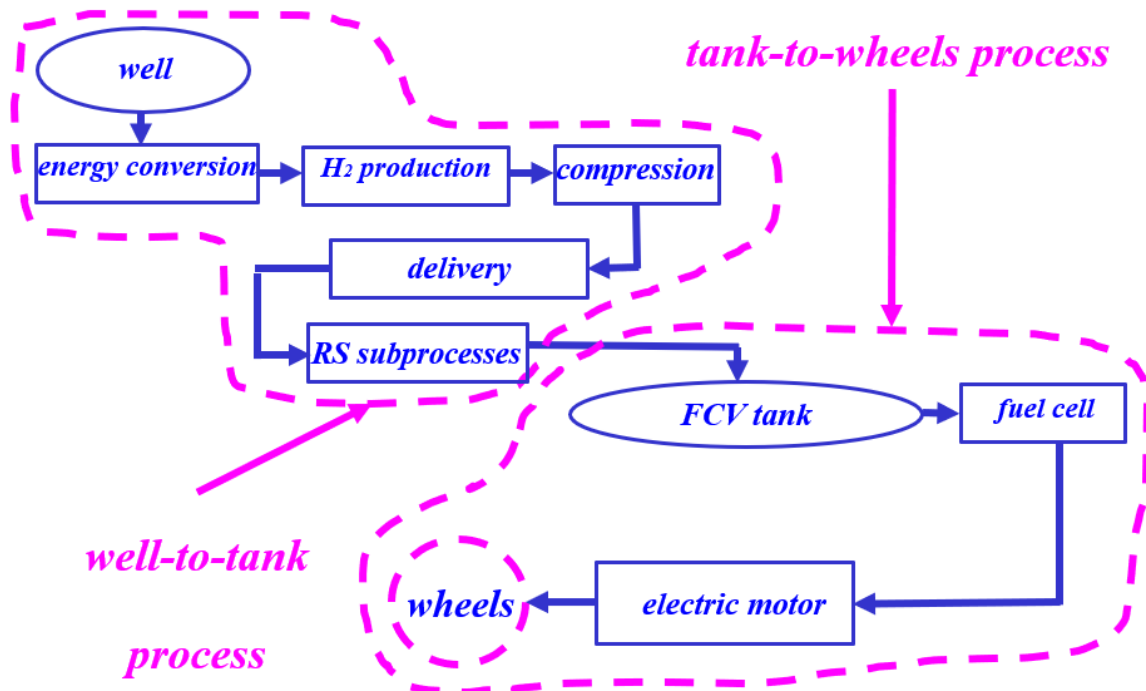 well
tank-to-wheels process
energy conversion
H₂ production
compression
delivery
RS subprocesses
FCV tank
fuel cell
well-to-tank
process
wheels
electric motor